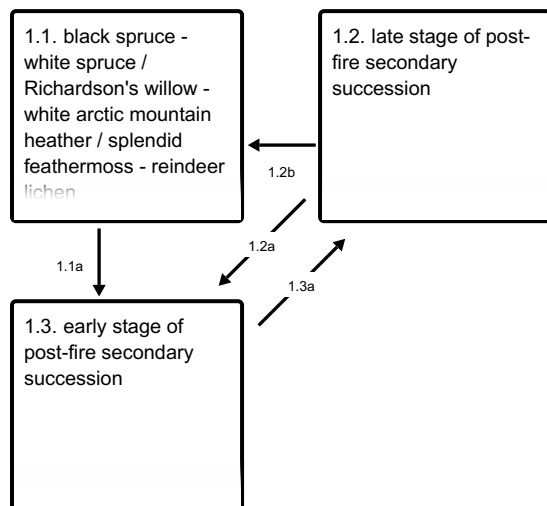 1.1. black spruce -
white spruce /
Richardson's willow -
white arctic mountain
heather / splendid
feathermoss - reindeer
lichen
1.2. late stage of post-
fire secondary
succession
1.2b
1.2a
1.3a
1.1a
1.3. early stage of
post-fire secondary
succession